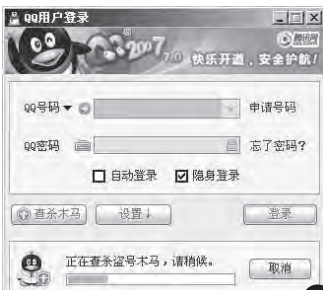 QQ用户登录
2007
7.0 快乐开道，安全护航!
腾讯网
QQ号码 申请号码
QQ密码 忘了密码?
自动登录 隐身登录
查杀木马 设置↓ 登录
正在查杀盗号木马，请稍候。
取消